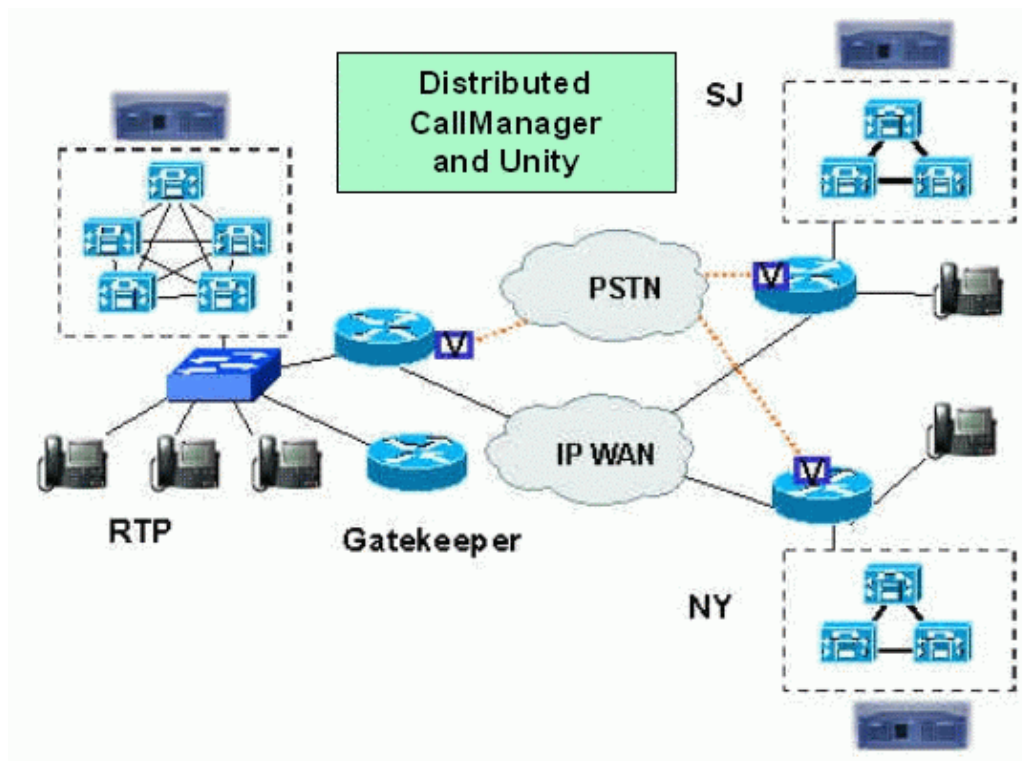 Distributed
CallManager
and Unity
SJ
PSTN
V
V
IP WAN
V
RTP
Gatekeeper
NY